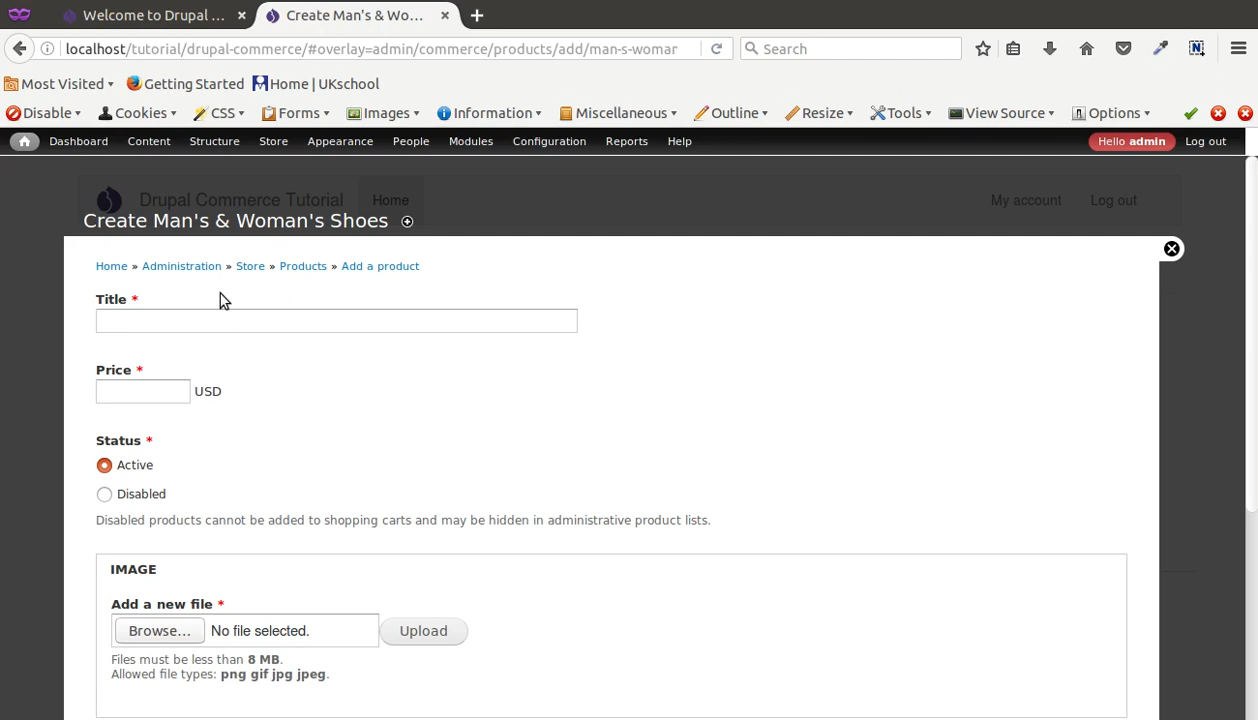 Welcome to Drupal ...
Create Man's & Wo...
localhost/tutorial/drupal-commerce/#overlay=admin/commerce/products/add/man-s-woman
Search
Most Visited
Getting Started
Home | UKschool
Disable
Cookies
CSS
Forms
Images
Information
Miscellaneous
Outline
Resize
Tools
View Source
Options
Dashboard
Content
Structure
Store
Appearance
People
Modules
Configuration
Reports
Help
Hello admin
Log out
Drupal Commerce Tutorial
Home
My account
Log out
Create Man's & Woman's Shoes
Home » Administration » Store » Products » Add a product
Title *
Price *
USD
Status *
Active
Disabled
Disabled products cannot be added to shopping carts and may be hidden in administrative product lists.
IMAGE
Add a new file *
Browse...
No file selected.
Upload
Files must be less than 8 MB.
Allowed file types: png gif jpg jpeg.